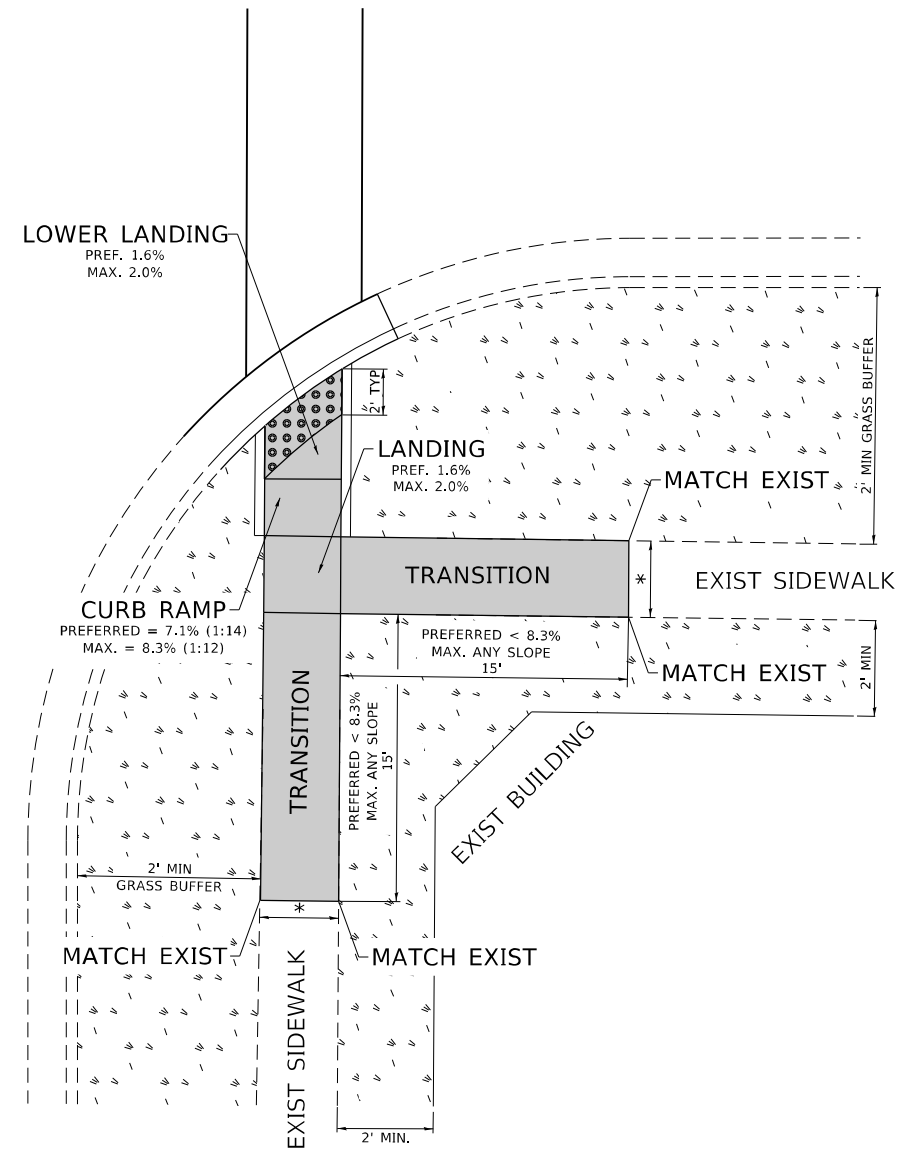 LOWER LANDING
PREF. 1.6%
MAX. 2.0%
2' TYP
2' MIN GRASS BUFFER
LANDING
PREF. 1.6%
MAX. 2.0%
MATCH EXIST
TRANSITION
*
EXIST SIDEWALK
CURB RAMP
PREFERRED = 7.1% (1:14)
MAX. = 8.3% (1:12)
PREFERRED < 8.3%
MAX. ANY SLOPE
15'
MATCH EXIST
2' MIN
TRANSITION
PREFERRED < 8.3%
MAX. ANY SLOPE
15'
EXIST BUILDING
2' MIN
GRASS BUFFER
*
MATCH EXIST
MATCH EXIST
EXIST SIDEWALK
2' MIN.